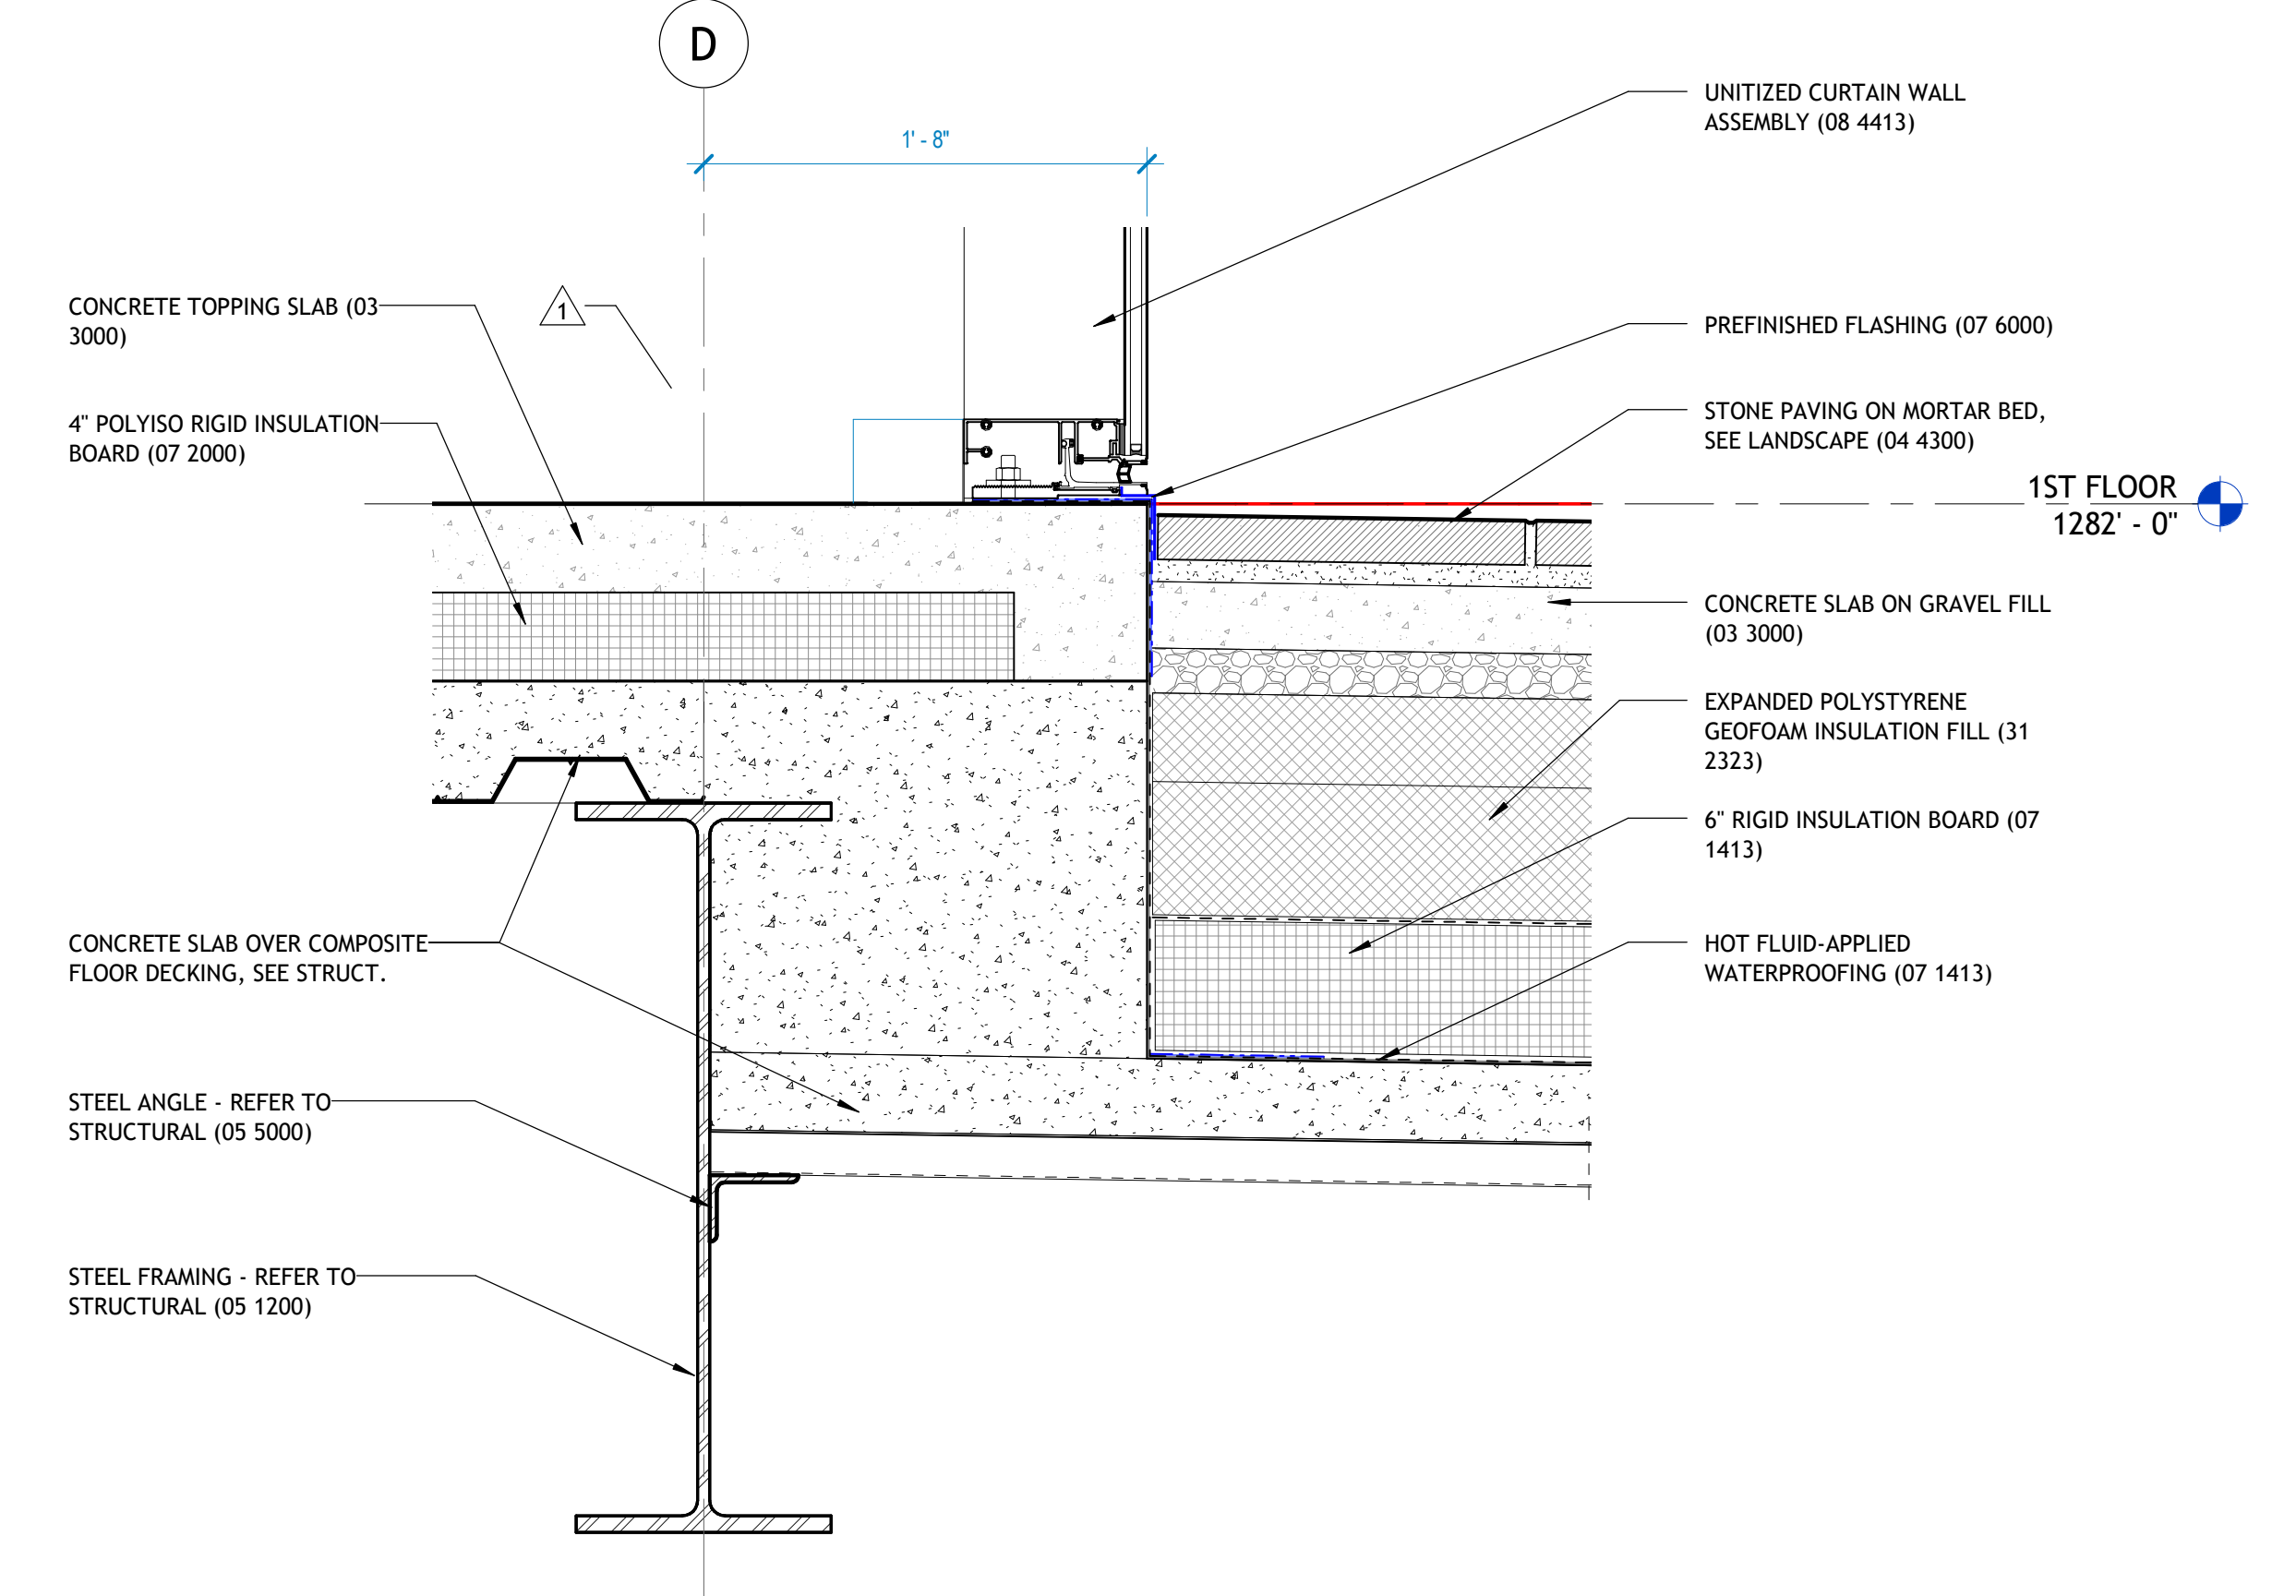 D
1' - 8"
UNITIZED CURTAIN WALL
ASSEMBLY (08 4413)
CONCRETE TOPPING SLAB (03
3000)
1
PREFINISHED FLASHING (07 6000)
4" POLYISO RIGID INSULATION
BOARD (07 2000)
STONE PAVING ON MORTAR BED,
SEE LANDSCAPE (04 4300)
1ST FLOOR
1282' - 0"
CONCRETE SLAB ON GRAVEL FILL
(03 3000)
EXPANDED POLYSTYRENE
GEOFOAM INSULATION FILL (31
2323)
6" RIGID INSULATION BOARD (07
1413)
CONCRETE SLAB OVER COMPOSITE
FLOOR DECKING, SEE STRUCT.
HOT FLUID-APPLIED
WATERPROOFING (07 1413)
STEEL ANGLE - REFER TO
STRUCTURAL (05 5000)
STEEL FRAMING - REFER TO
STRUCTURAL (05 1200)